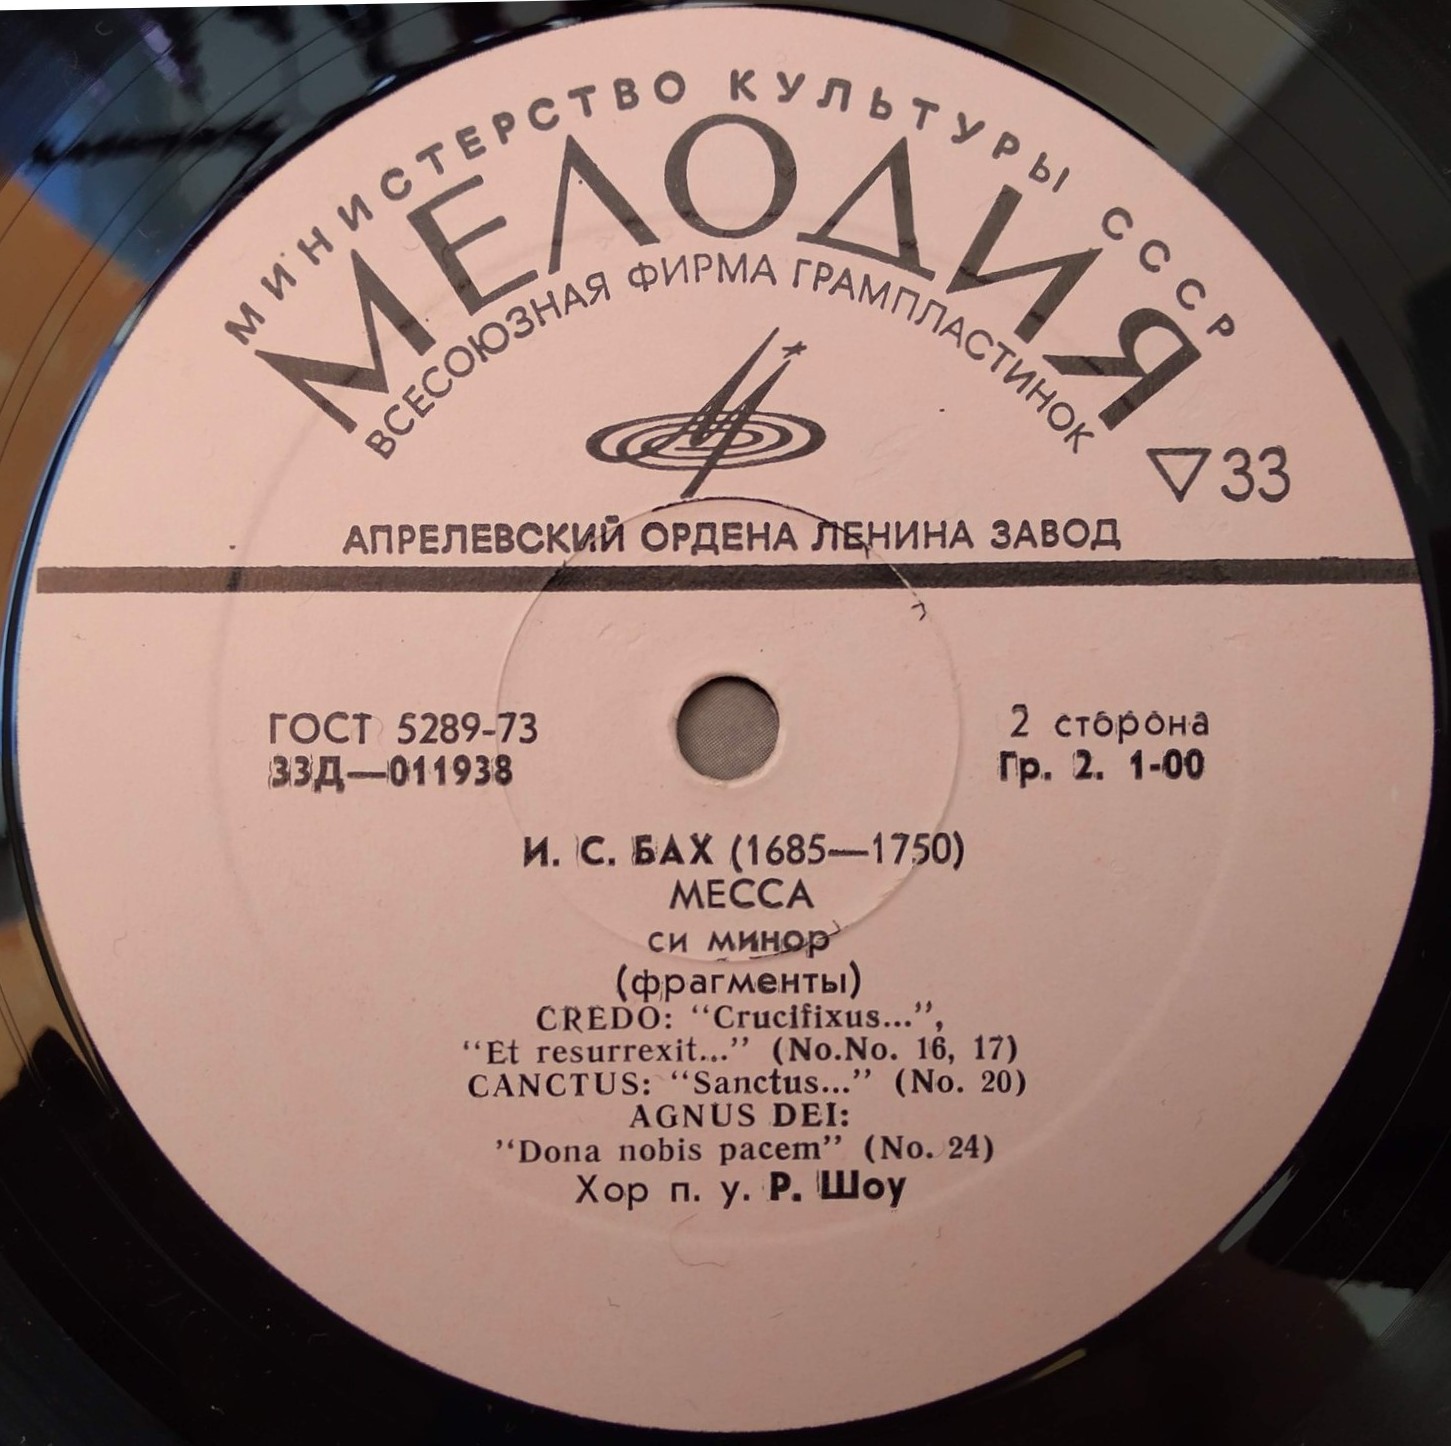 МИНИСТЕРСТВО КУЛЬТУРЫ СССР
МЕЛОДИЯ
ВСЕСОЮЗНАЯ ФИРМА ГРАМПЛАСТИНОК
▽33
АПРЕЛЕВСКИЙ ОРДЕНА ЛЕНИНА ЗАВОД
ГОСТ 5289-73
2 сторона
33Д—011938
Гр. 2. 1-00
И. С. БАХ (1685—1750)
МЕССА
си минор
(фрагменты)
CREDO: “Crucifixus...”,
“Et resurrexit...” (No.No. 16, 17)
CANCTUS: “Sanctus...” (No. 20)
AGNUS DEI:
”Dona nobis pacem” (No. 24)
Хор п. у. Р. Шоу